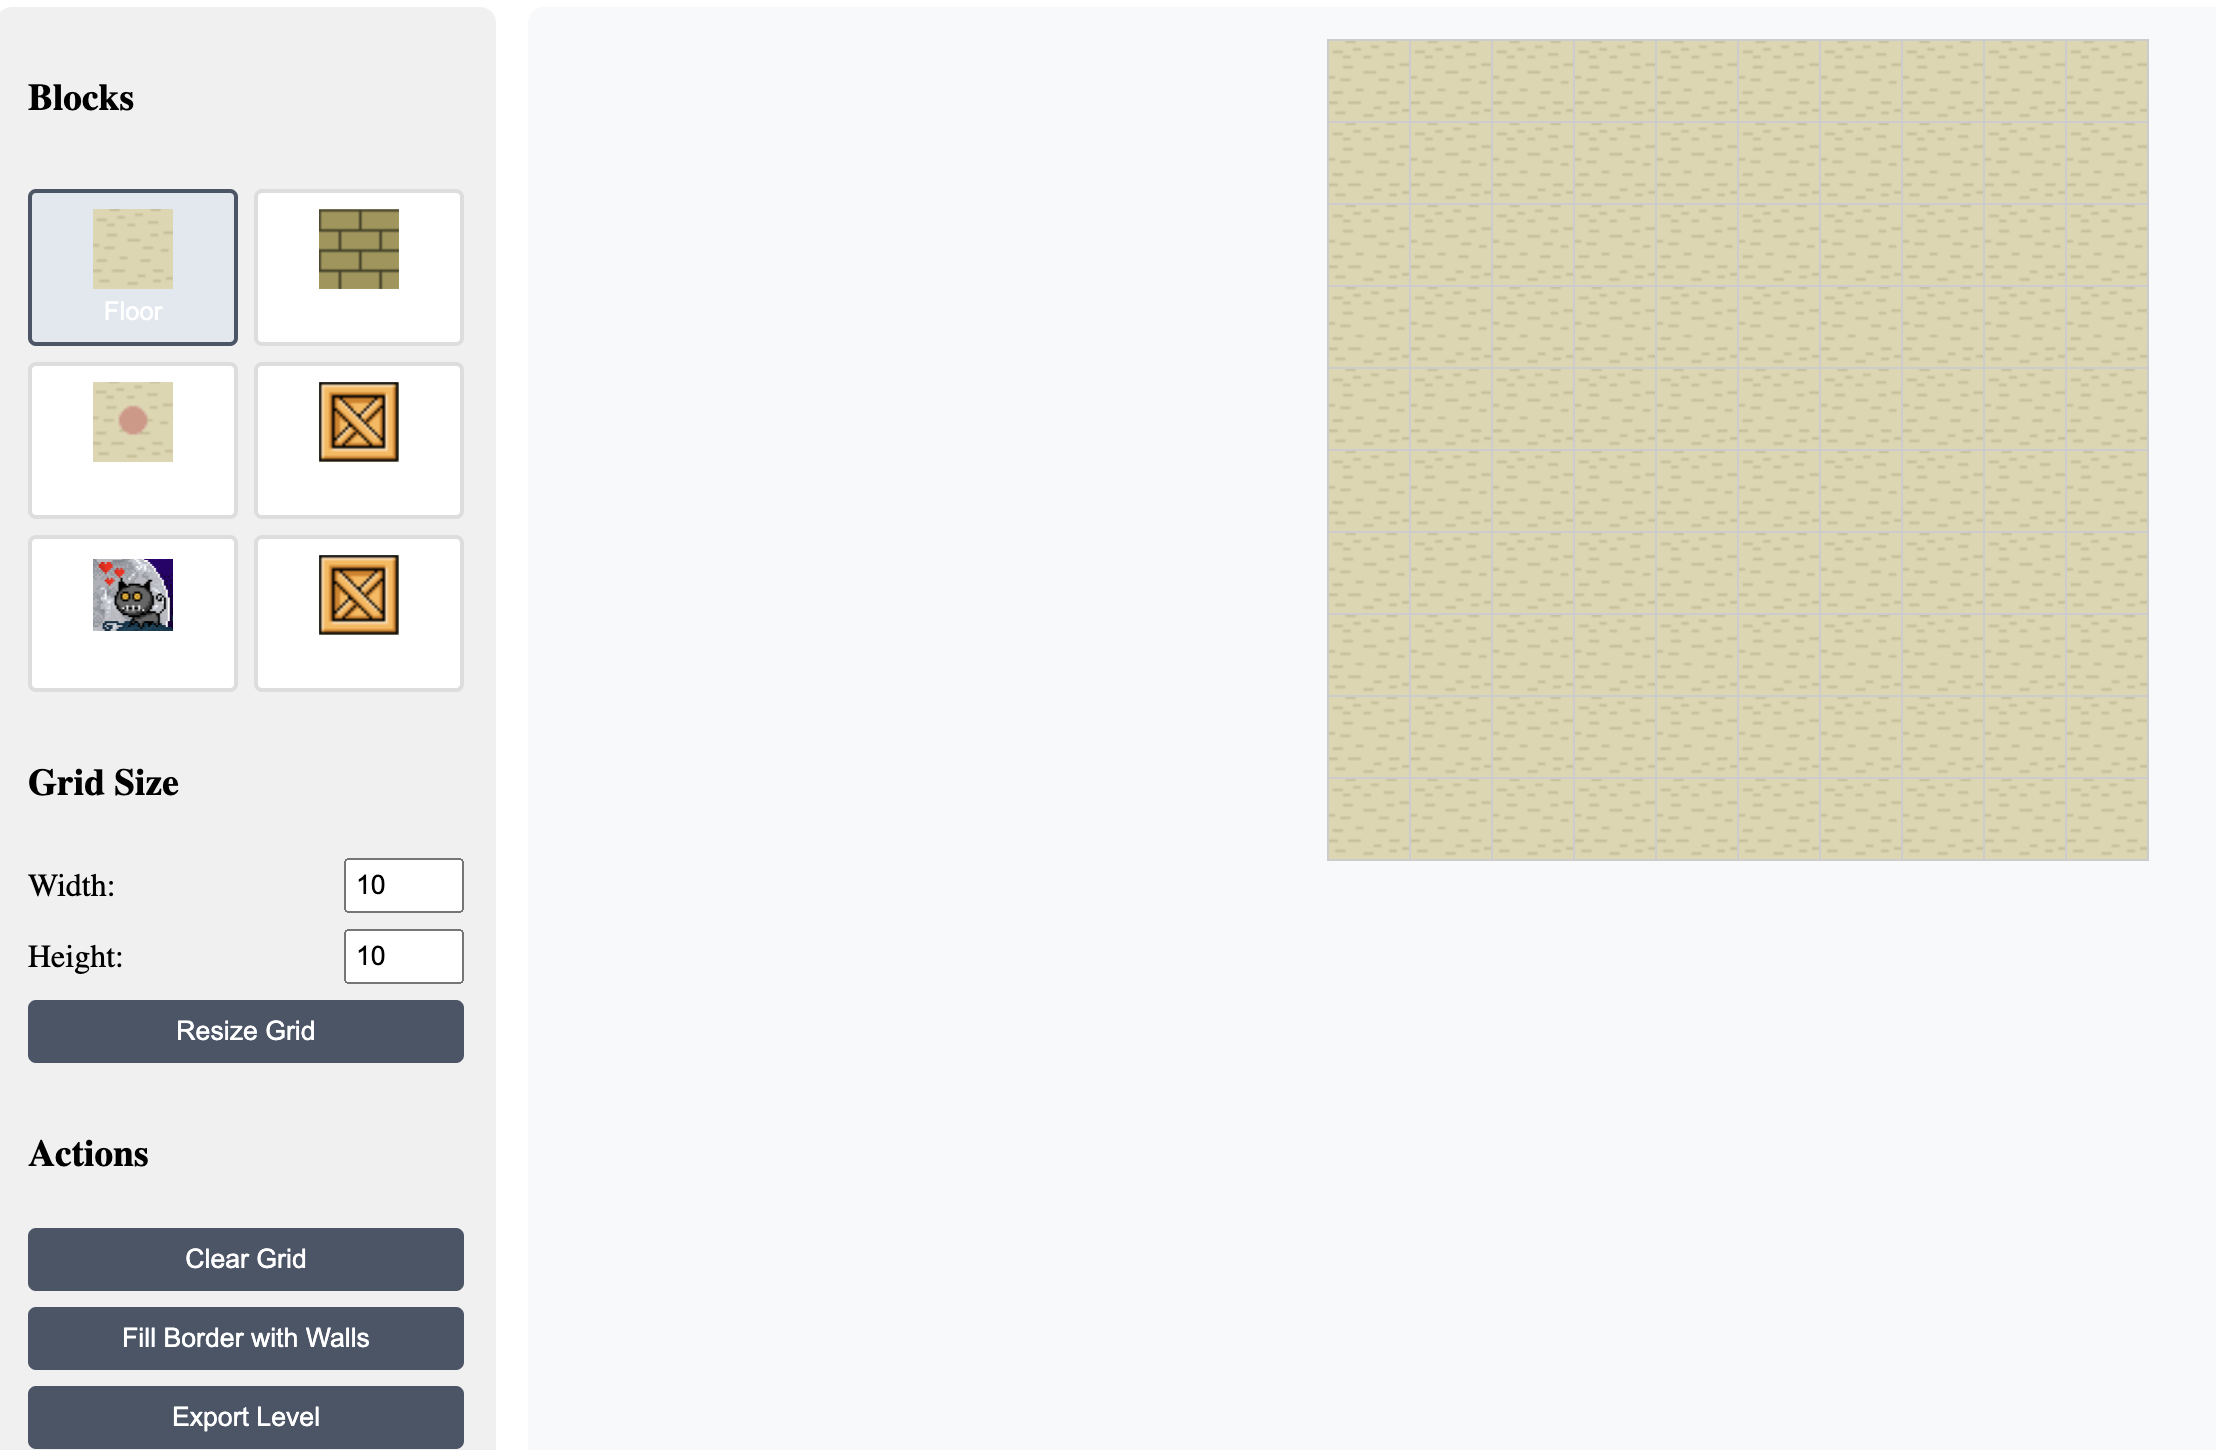 Blocks
Floor
Grid Size
Width:
10
Height:
10
Resize Grid
Actions
Clear Grid
Fill Border with Walls
Export Level